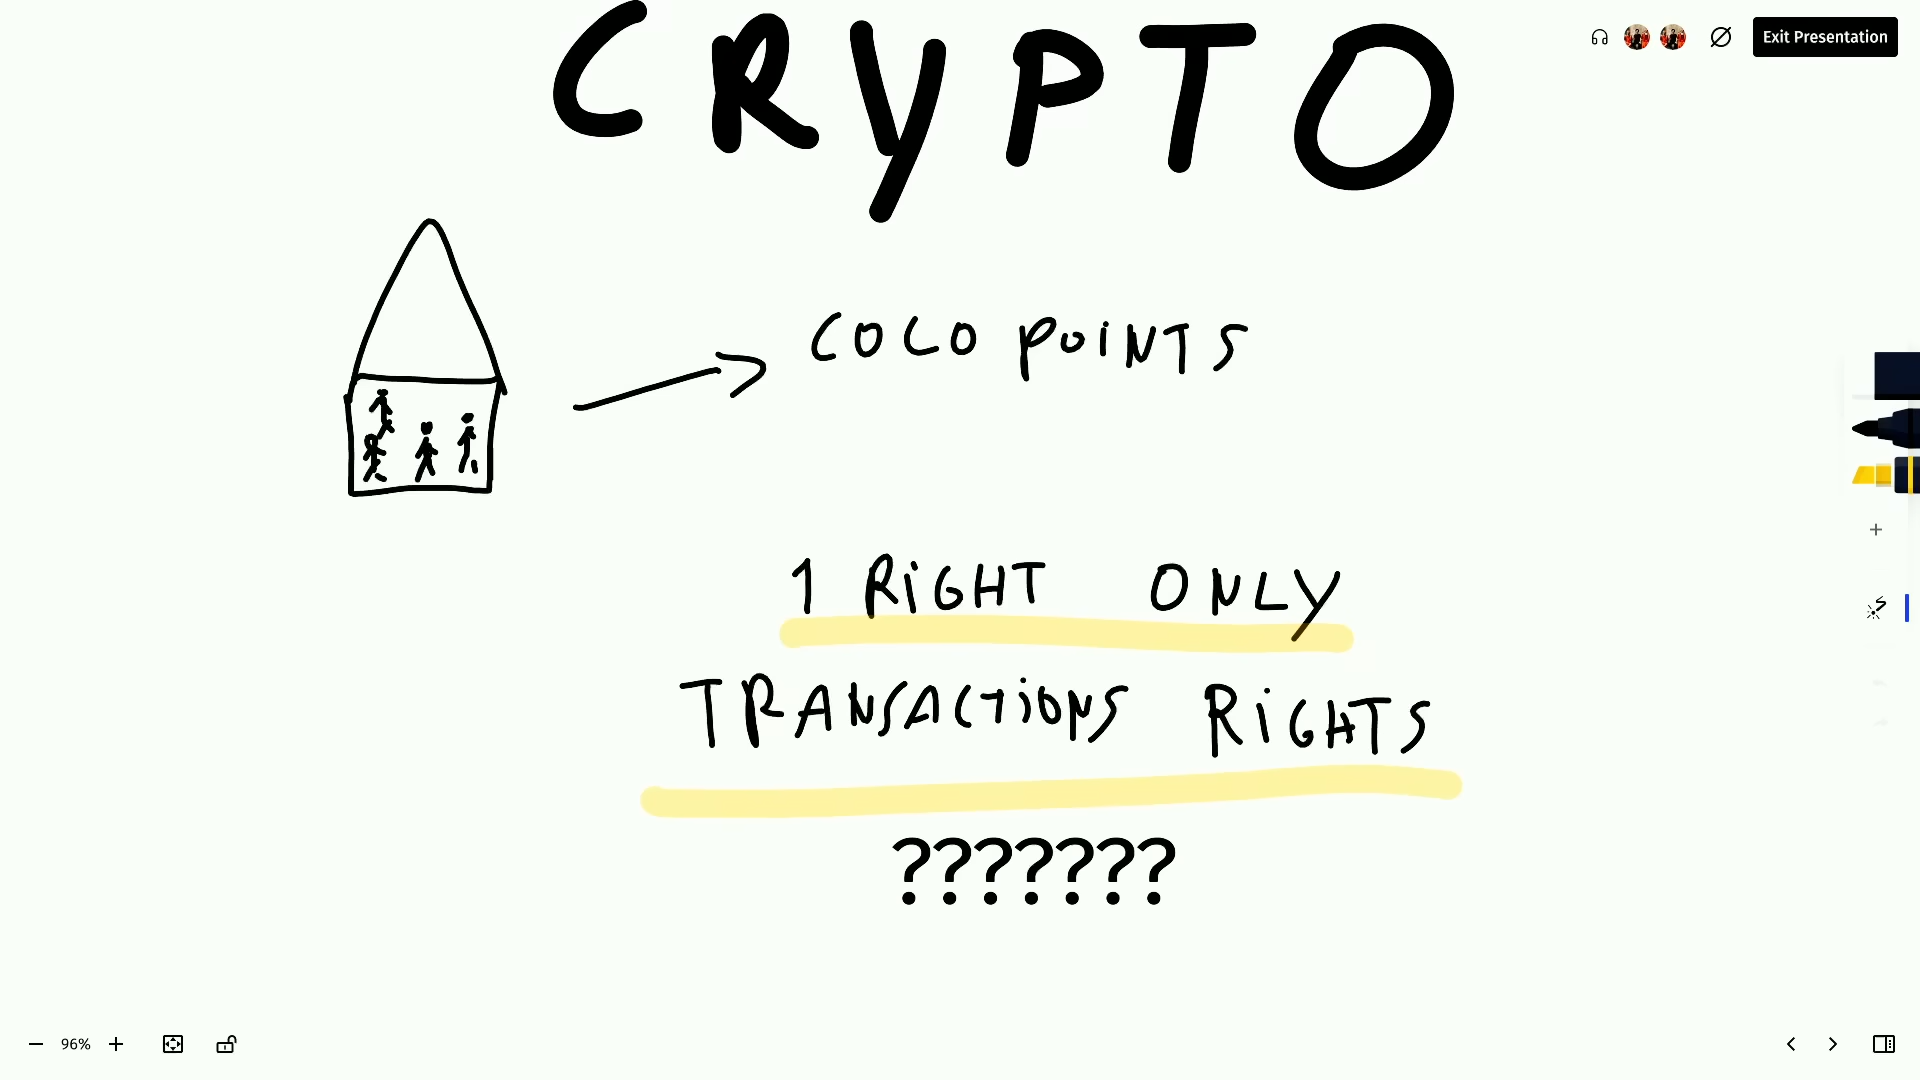 CRYPTO
Exit Presentation
COCO POINTS
1 RIGHT ONLY
TRANSACTIONS RIGHTS
???????
96%